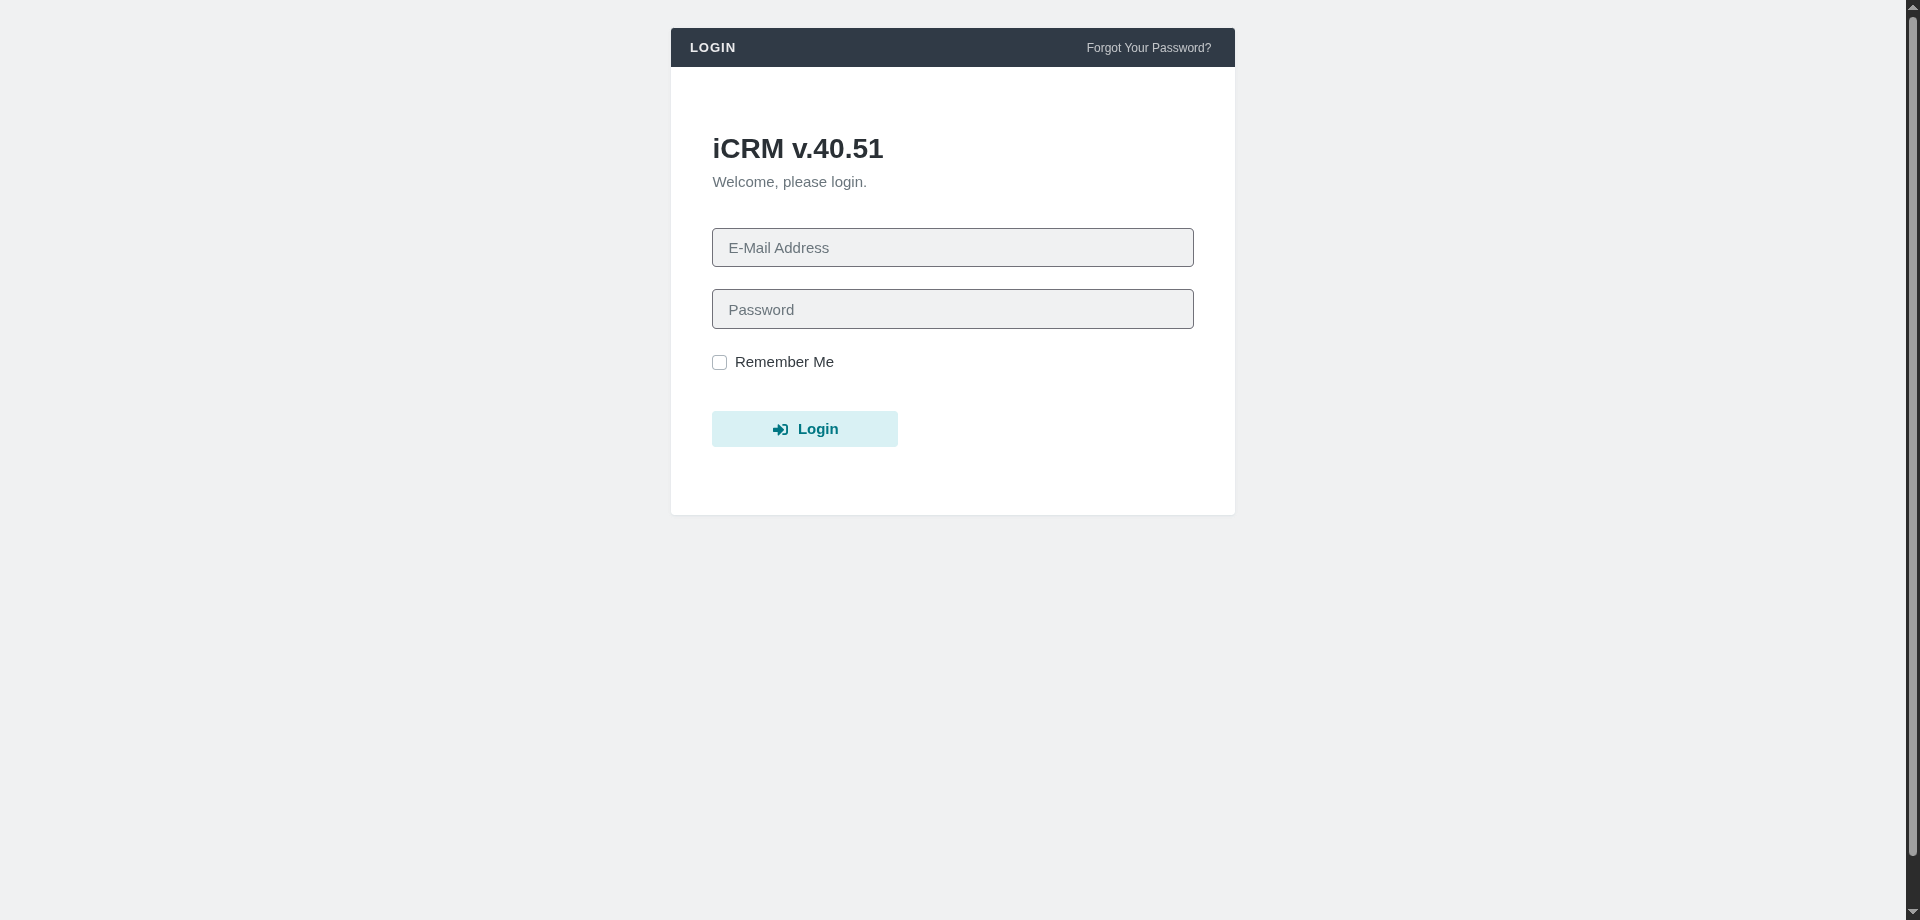 LOGIN
Forgot Your Password?
iCRM v.40.51
Welcome, please login.
E-Mail Address
Password
Remember Me
Login